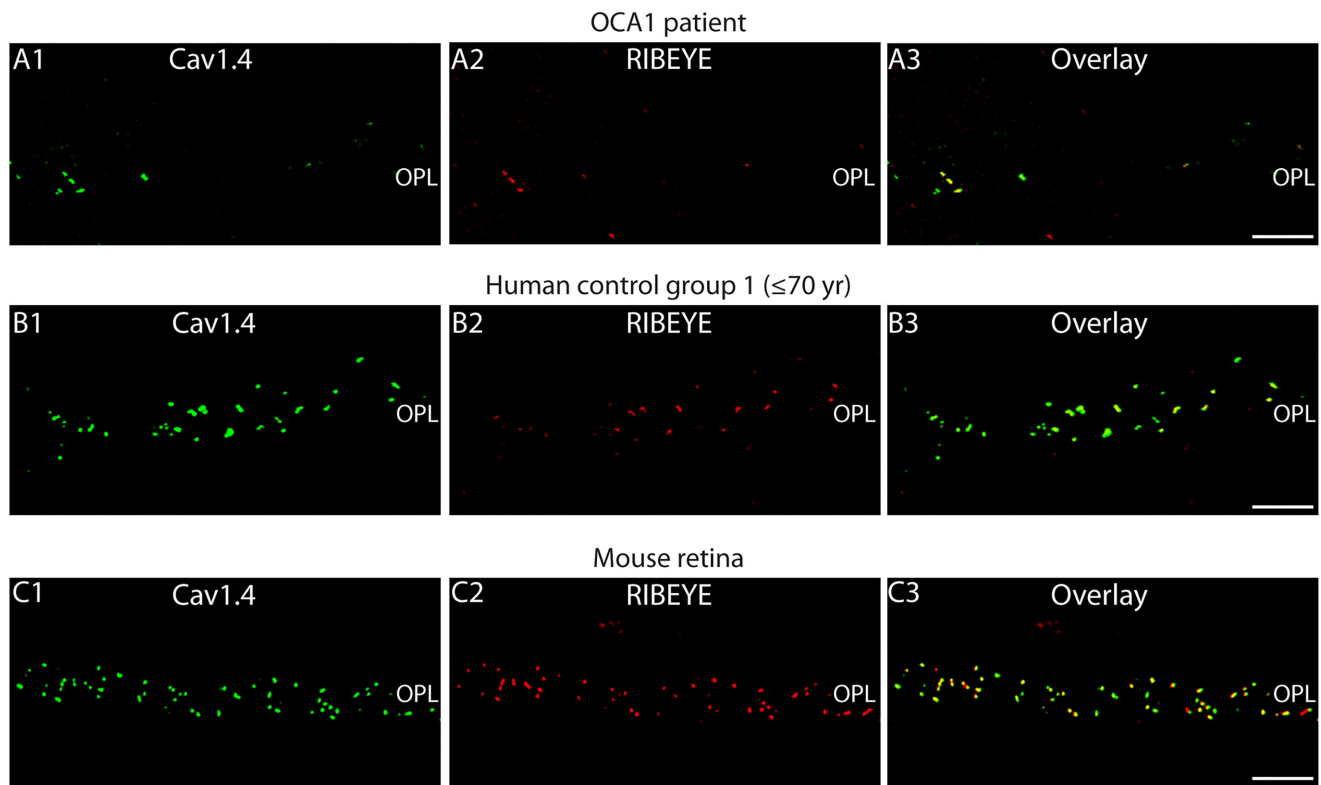 OCA1 patient
A1 Cav1.4 A2 RIBEYE A3 Overlay
OPL OPL OPL
Human control group 1 (≤70 yr)
B1 Cav1.4 B2 RIBEYE B3 Overlay
OPL OPL OPL
Mouse retina
C1 Cav1.4 C2 RIBEYE C3 Overlay
OPL OPL OPL